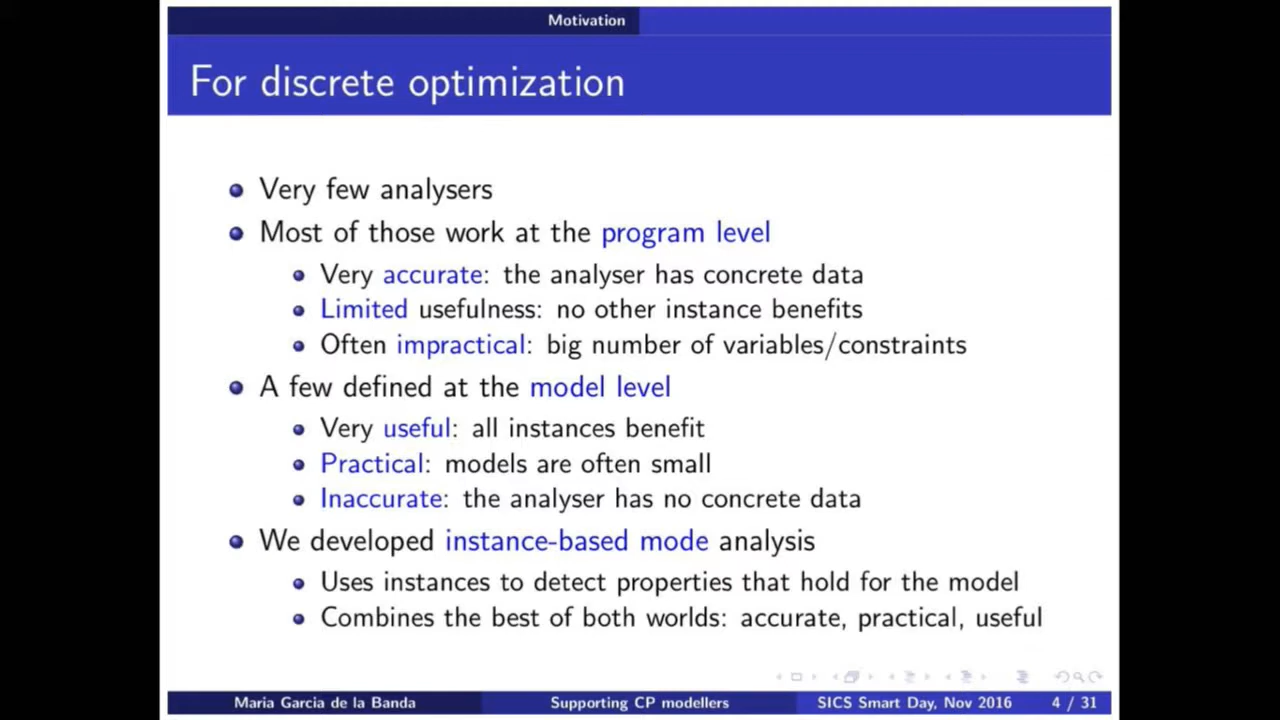 Motivation
For discrete optimization
Very few analysers
Most of those work at the program level
Very accurate: the analyser has concrete data
Limited usefulness: no other instance benefits
Often impractical: big number of variables/constraints
A few defined at the model level
Very useful: all instances benefit
Practical: models are often small
Inaccurate: the analyser has no concrete data
We developed instance-based mode analysis
Uses instances to detect properties that hold for the model
Combines the best of both worlds: accurate, practical, useful
Maria Garcia de la Banda Supporting CP modellers SICS Smart Day, Nov 2016 4 / 31